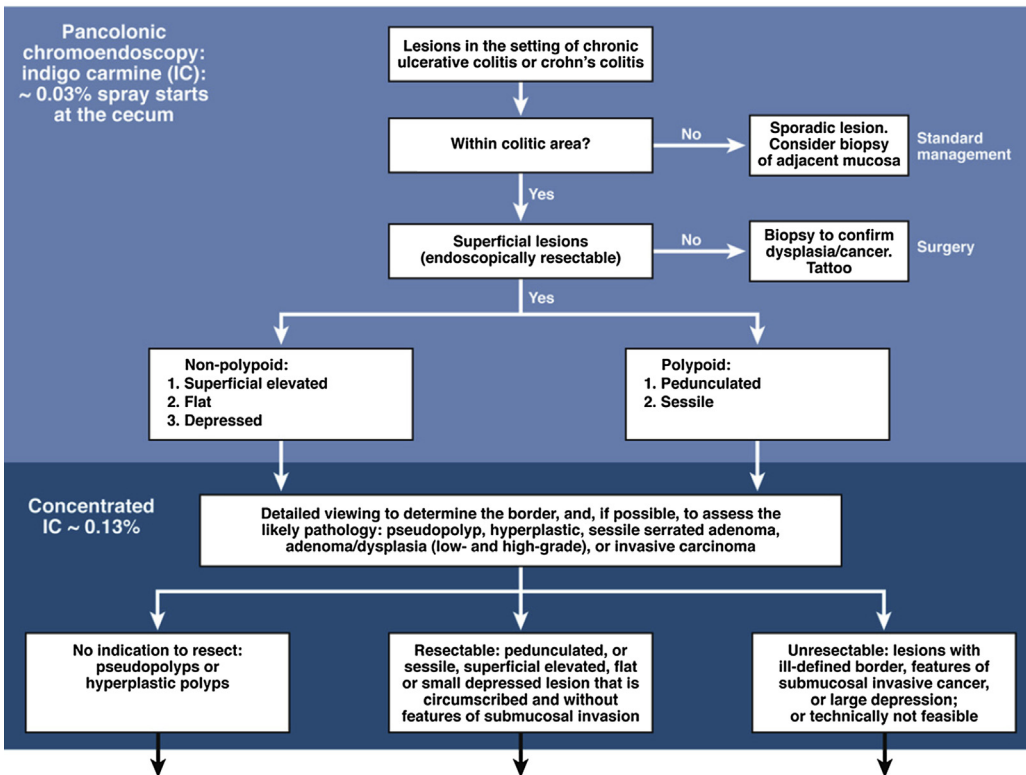 Pancolonic
chromoendoscopy:
indigo carmine (IC):
~ 0.03% spray starts
at the cecum
Lesions in the setting of chronic
ulcerative colitis or crohn's colitis
Within colitic area?
No
Sporadic lesion.
Consider biopsy
of adjacent mucosa
Standard
management
Yes
Superficial lesions
(endoscopically resectable)
No
Biopsy to confirm
dysplasia/cancer.
Tattoo
Surgery
Yes
Non-polypoid:
1. Superficial elevated
2. Flat
3. Depressed
Polypoid:
1. Pedunculated
2. Sessile
Concentrated
IC ~ 0.13%
Detailed viewing to determine the border, and, if possible, to assess the
likely pathology: pseudopolyp, hyperplastic, sessile serrated adenoma,
adenoma/dysplasia (low- and high-grade), or invasive carcinoma
No indication to resect:
pseudopolyps or
hyperplastic polyps
Resectable: pedunculated, or
sessile, superficial elevated, flat
or small depressed lesion that is
circumscribed and without
features of submucosal invasion
Unresectable: lesions with
ill-defined border, features of
submucosal invasive cancer,
or large depression;
or technically not feasible